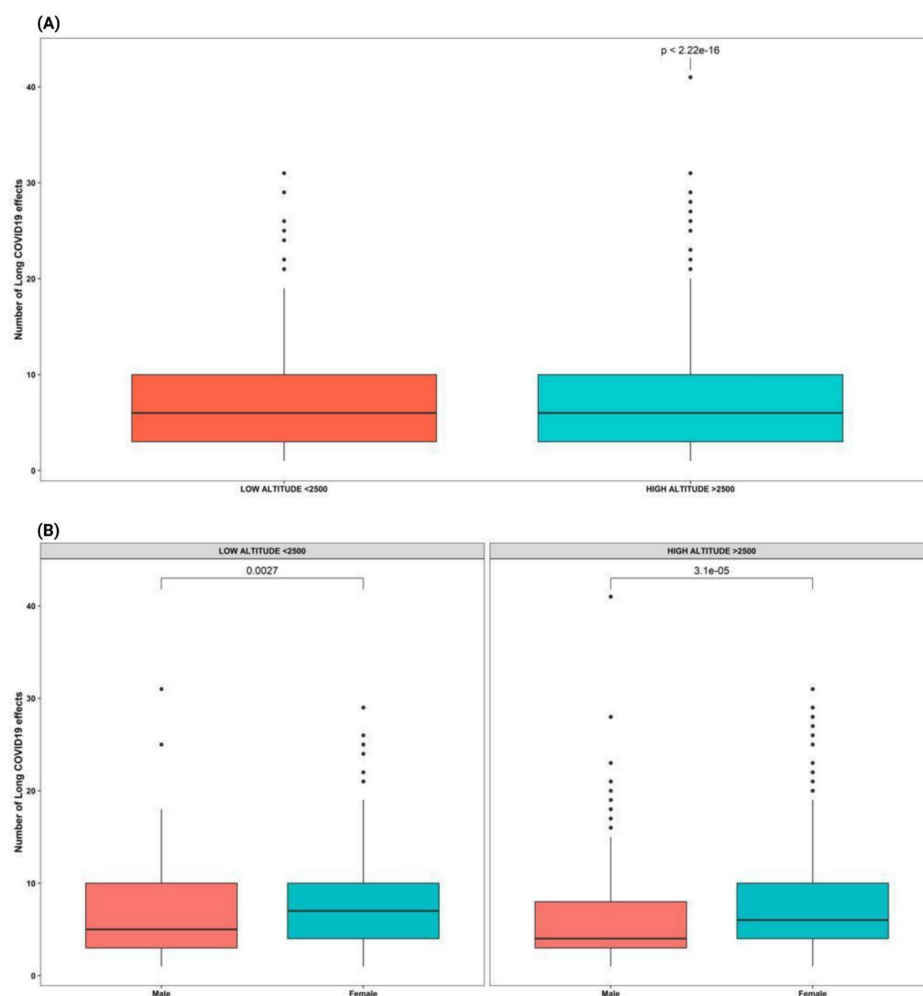 (A)
p < 2.22e-16
40
30
20
10
0
Number of Long COVID19 effects
LOW ALTITUDE <2500
HIGH ALTITUDE >2500
(B)
LOW ALTITUDE <2500
HIGH ALTITUDE >2500
0.0027
3.1e-05
40
30
20
10
0
Number of Long COVID19 effects
Male
Female
Male
Female